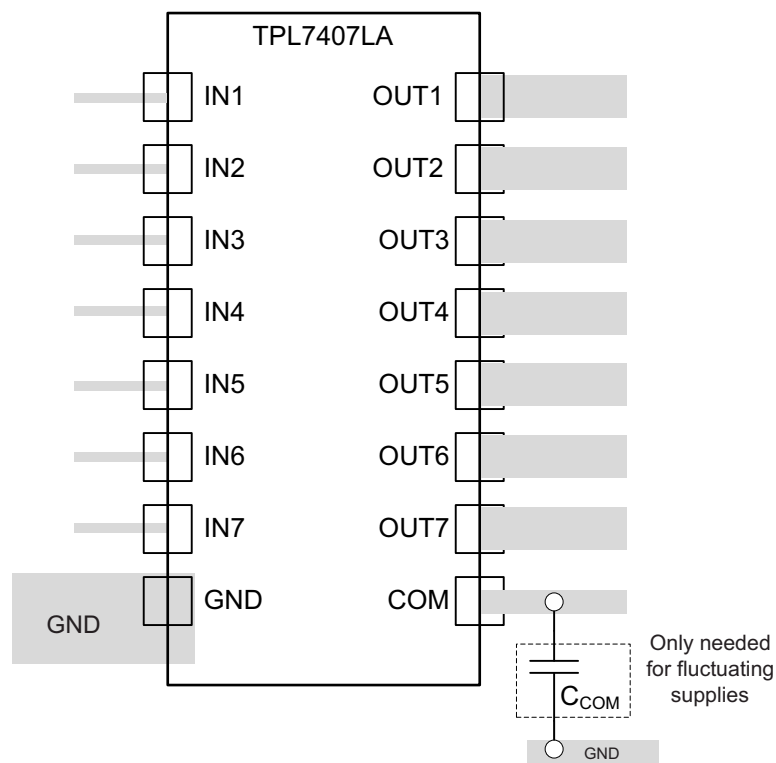 TPL7407LA
IN1 OUT1
IN2 OUT2
IN3 OUT3
IN4 OUT4
IN5 OUT5
IN6 OUT6
IN7 OUT7
GND GND COM
Only needed
for fluctuating
supplies
CCOM
GND